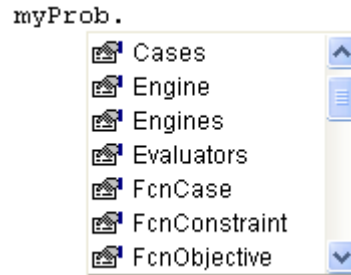 myProb.
Cases
Engine
Engines
Evaluators
FcnCase
FcnConstraint
FcnObjective